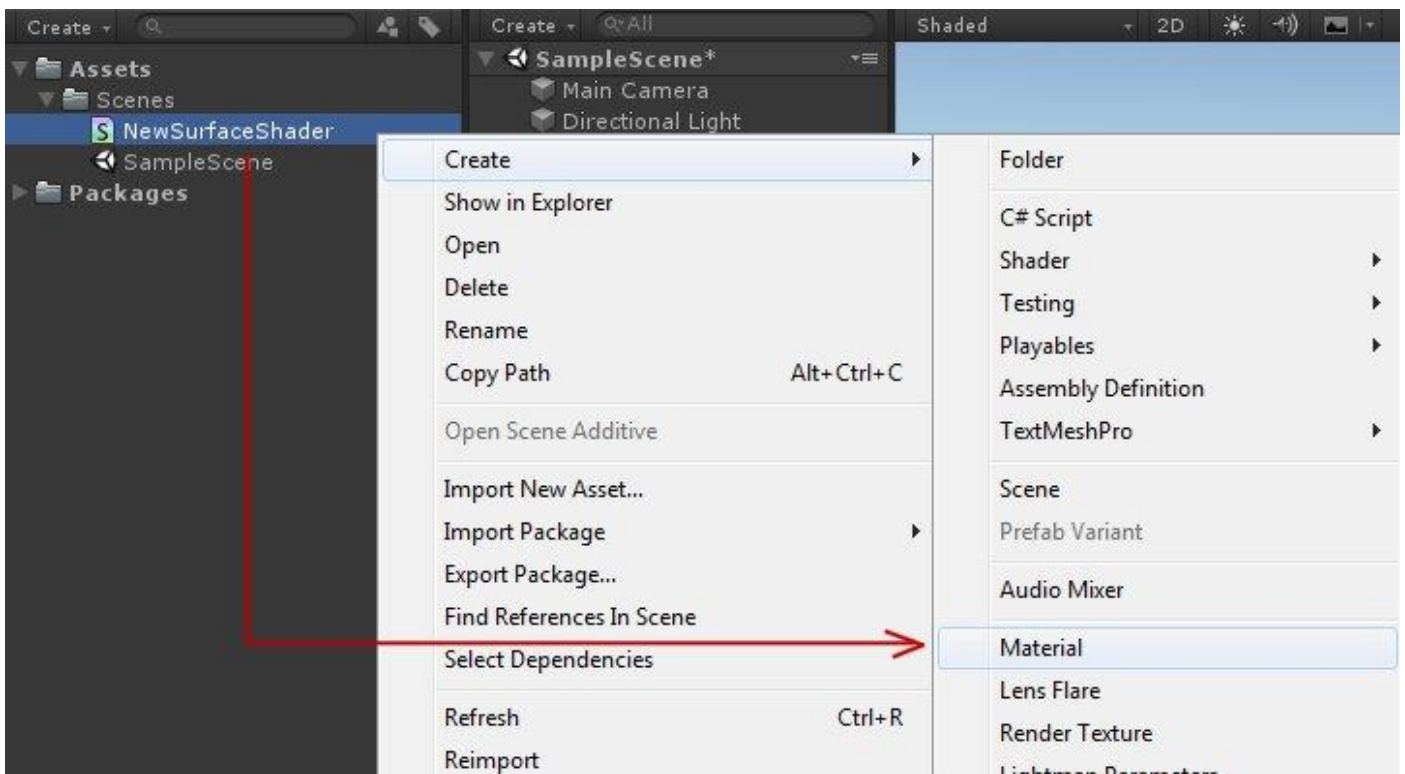 Create
Assets
Scenes
NewSurfaceShader
SampleScene
Packages
Create
All
SampleScene*
Main Camera
Directional Light
Shaded
2D
Create
Show in Explorer
Open
Delete
Rename
Copy Path Alt+Ctrl+C
Open Scene Additive
Import New Asset...
Import Package
Export Package...
Find References In Scene
Select Dependencies
Refresh Ctrl+R
Reimport
Folder
C# Script
Shader
Testing
Playables
Assembly Definition
TextMeshPro
Scene
Prefab Variant
Audio Mixer
Material
Lens Flare
Render Texture
Lightmap Parameters